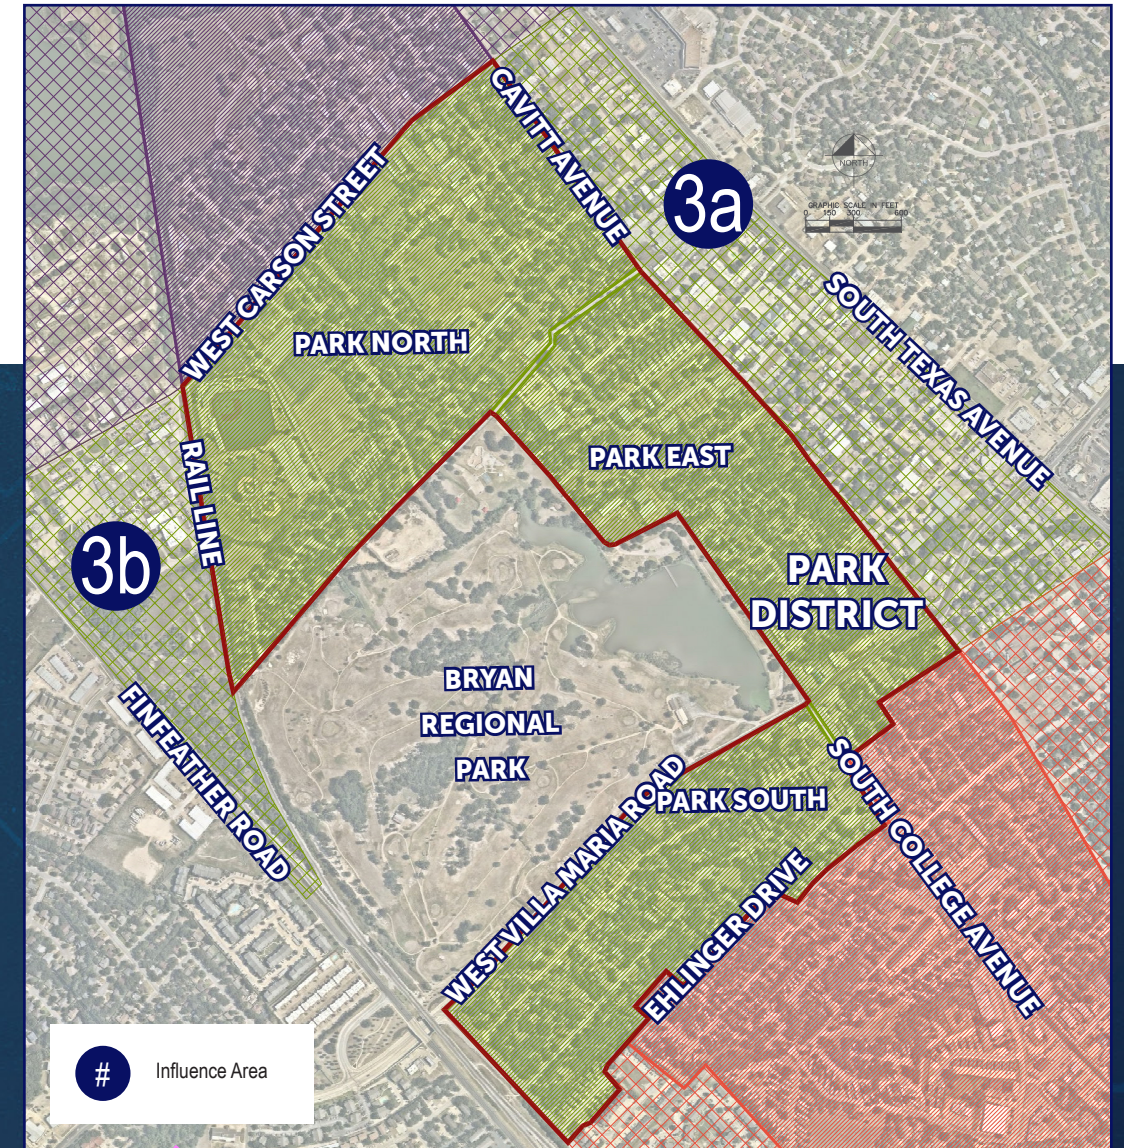 CAVITT AVENUE
3a
NORTH
GRAPHIC SCALE IN FEET
0 150 300 600
WEST CARSON STREET
SOUTH TEXAS AVENUE
PARK NORTH
PARK EAST
RAIL LINE
3b
PARK
DISTRICT
BRYAN
REGIONAL
PARK
FINFEATHER ROAD
WEST VILLA MARIA ROAD
PARK SOUTH
SOUTH COLLEGE AVENUE
EHLINGER DRIVE
# Influence Area